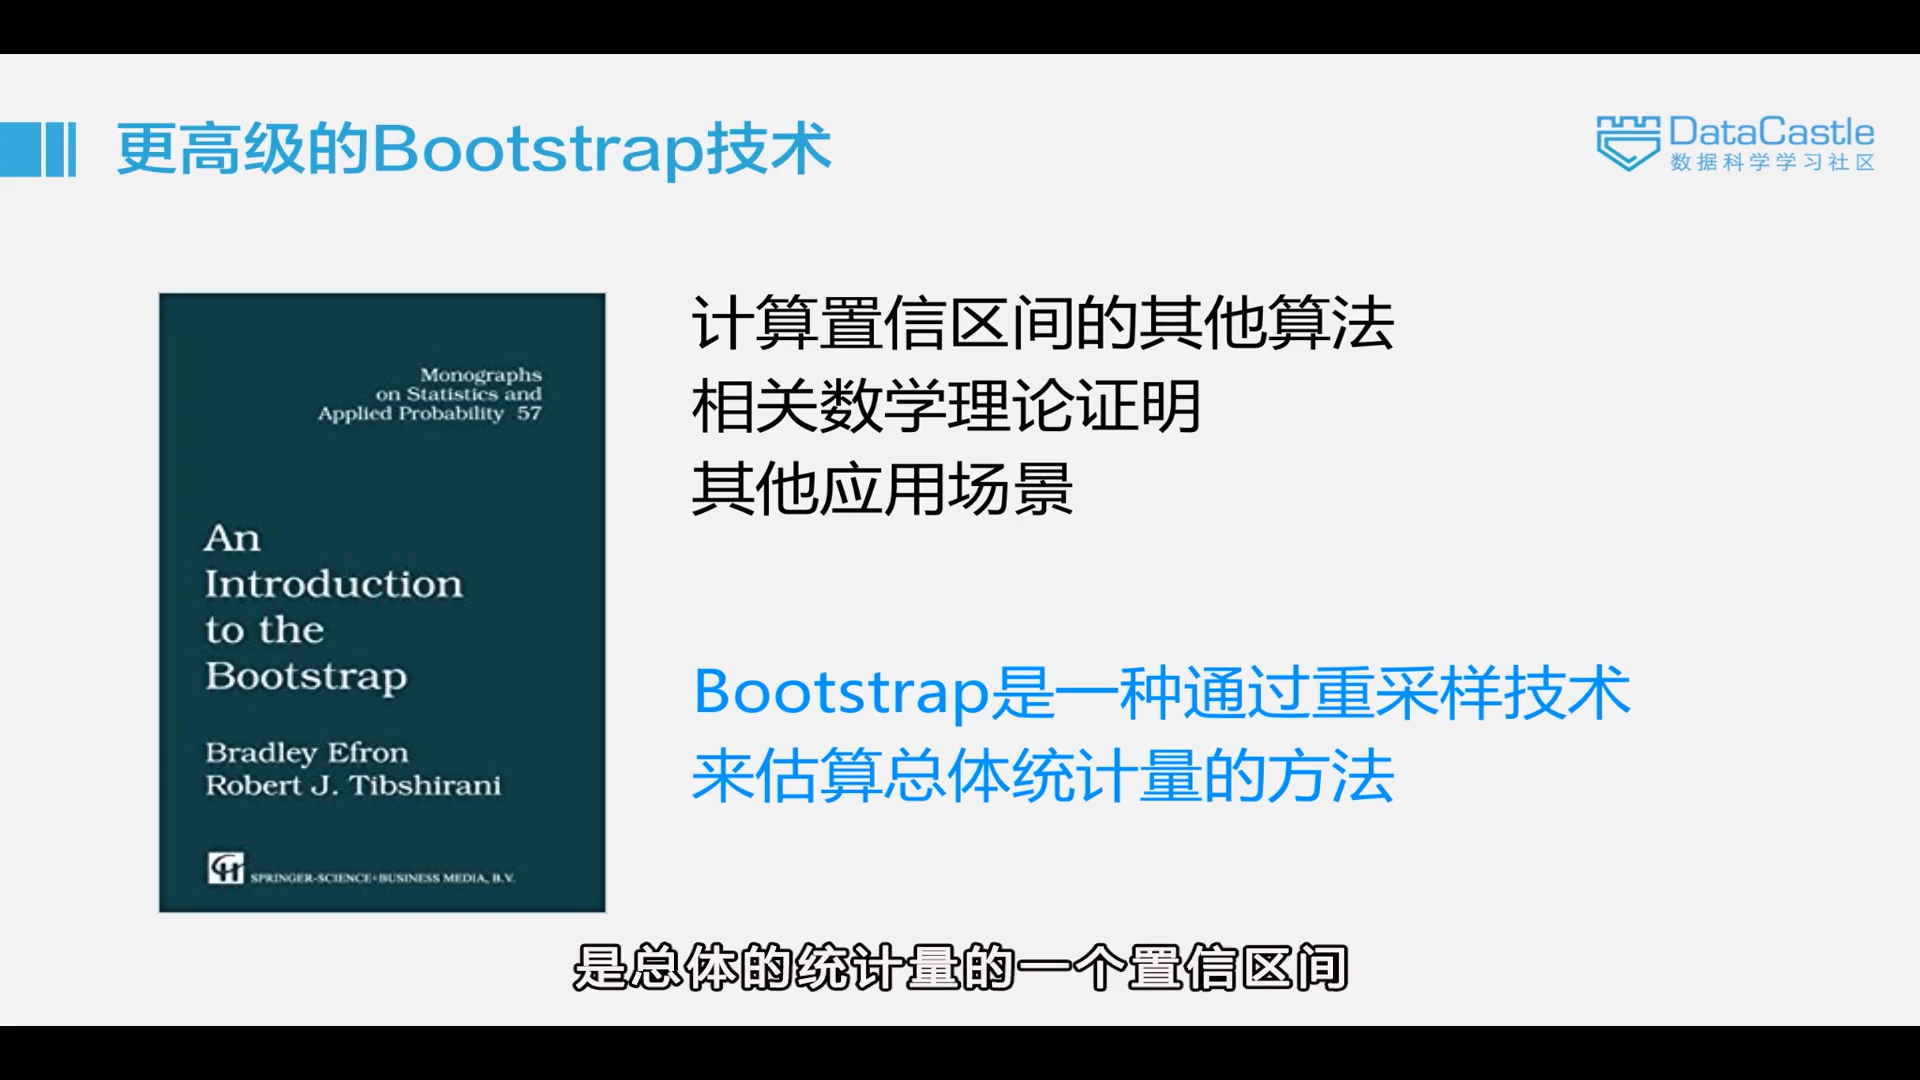 更高级的Bootstrap技术
DataCastle
数据科学学习社区
Monographs
on Statistics and
Applied Probability 57
An
Introduction
to the
Bootstrap
Bradley Efron
Robert J. Tibshirani
SPRINGER-SCIENCE+BUSINESS MEDIA, B.V.
计算置信区间的其他算法
相关数学理论证明
其他应用场景
Bootstrap是一种通过重采样技术
来估算总体统计量的方法
是总体的统计量的一个置信区间